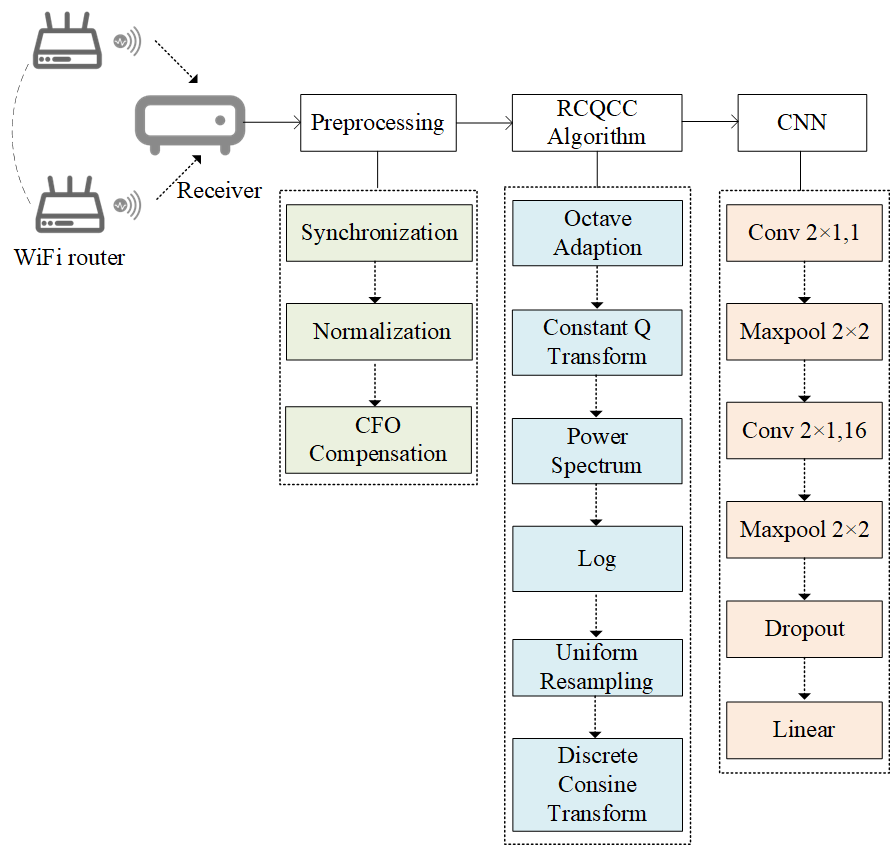 WiFi router
Receiver
Preprocessing
RCQCC
Algorithm
CNN
Synchronization
Normalization
CFO
Compensation
Octave
Adaption
Constant Q
Transform
Power
Spectrum
Log
Uniform
Resampling
Discrete
Consine
Transform
Conv 2×1,1
Maxpool 2×2
Conv 2×1,16
Maxpool 2×2
Dropout
Linear